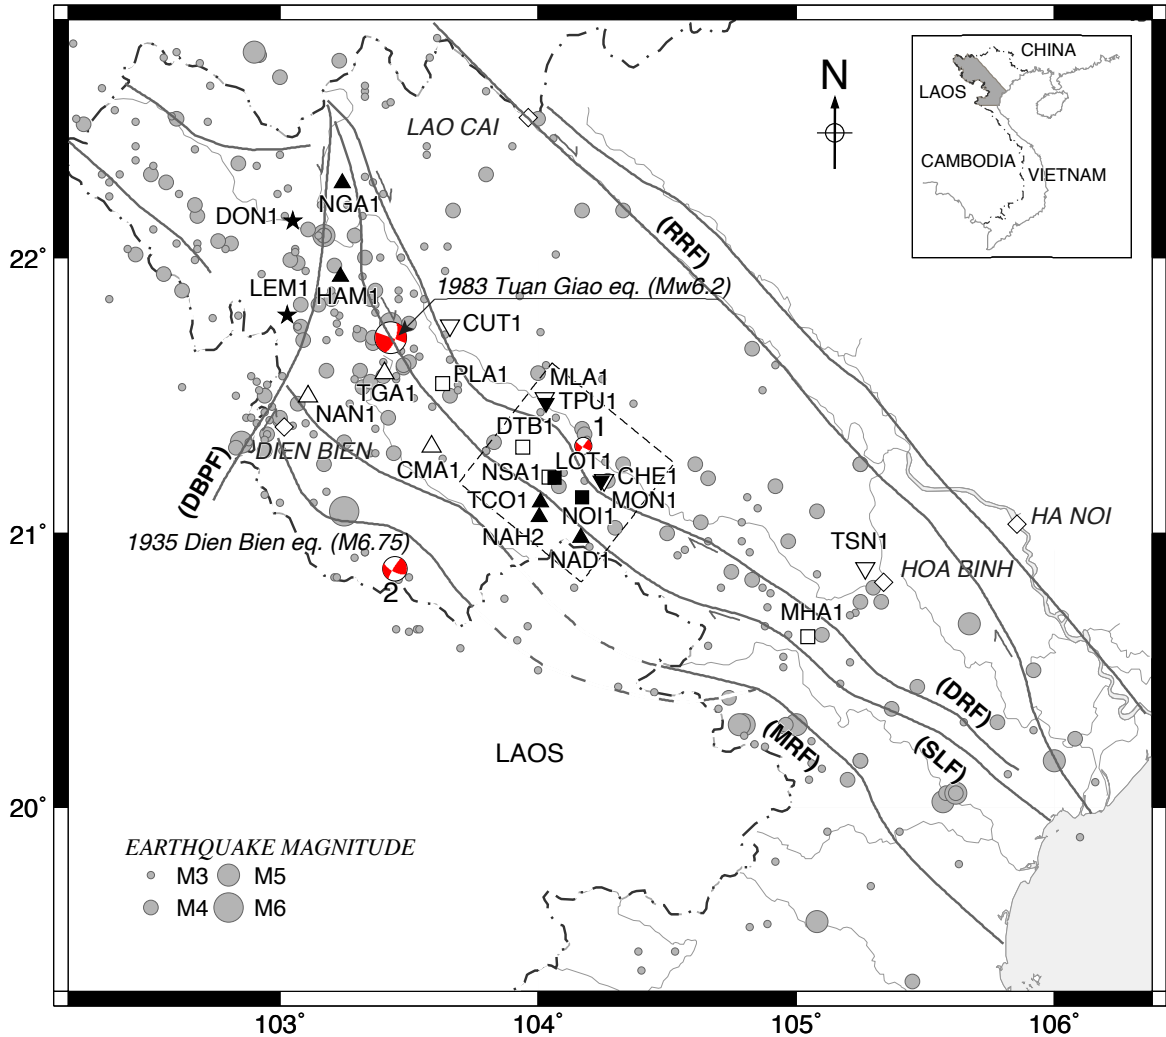 CHINA
LAOS
CAMBODIA
VIETNAM
N
LAO CAI
NGA1
DON1
(RRF)
22°
LEM1
HAM1
1983 Tuan Giao eq. (Mw6.2)
CUT1
PLA1
MLA1
TGA1
TPU1
NAN1
DTB1
1
DIEN BIEN
CMA1
NSA1
LOT1
CHE1
(DBPF)
TCO1
MON1
NOI1
HA NOI
21°
1935 Dien Bien eq. (M6.75)
NAH2
NAD1
TSN1
HOA BINH
2
MHA1
(DRF)
(MRF)
(SLF)
LAOS
20°
EARTHQUAKE MAGNITUDE
M3 M5
M4 M6
103° 104° 105° 106°